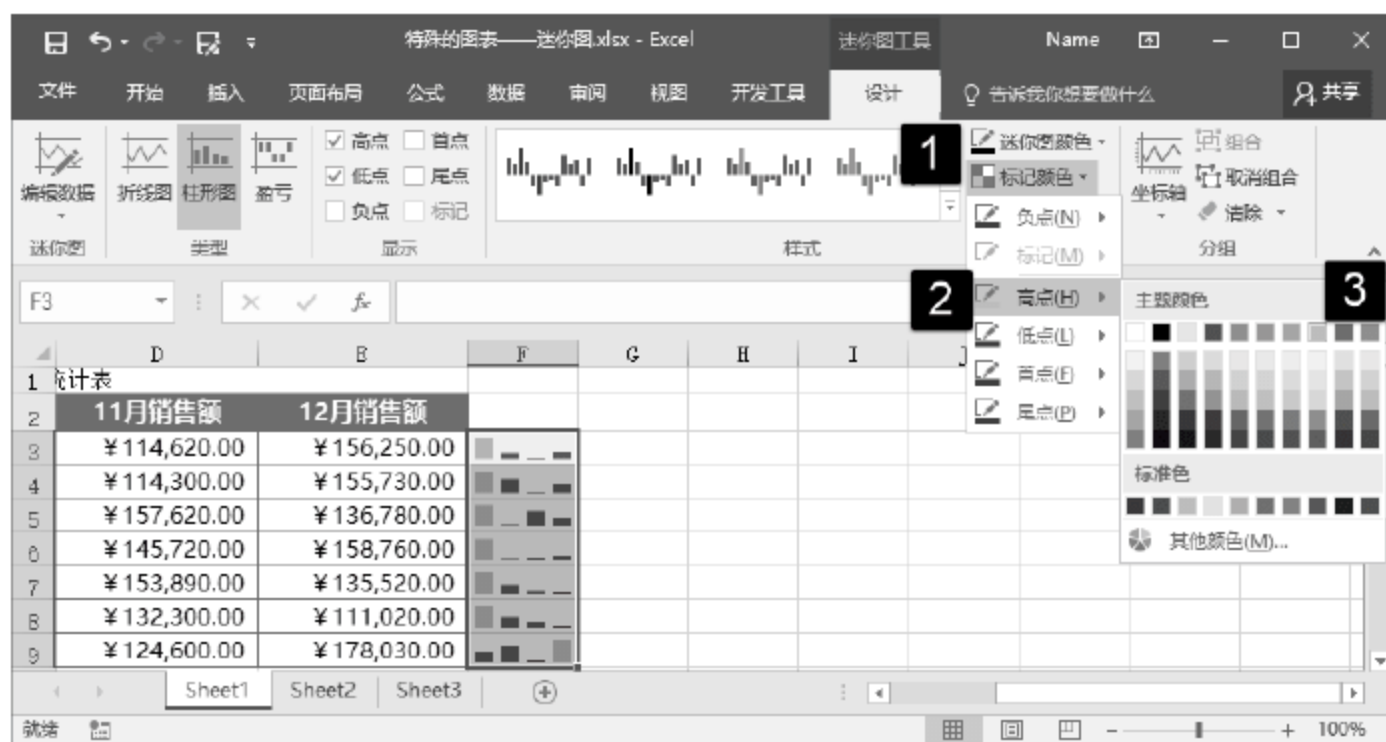 特殊的图表——迷你图.xlsx - Excel 迷你图工具 Name
文件 开始 插入 页面布局 公式 数据 审阅 视图 开发工具 设计 告诉我你想要做什么 共享
高点 首点 1 迷你图颜色 组合
编辑数据 折线图 柱形图 盈亏 低点 尾点 标记颜色 坐标轴 取消组合
负点 标记 负点(N) 清除
迷你图 类型 显示 样式 标记(M) 分组
F3 fx 2 高点(H) 主题颜色 3
低点(L)
D E F G H I J
首点(F)
1 统计表
2 11月销售额 12月销售额 尾点(P)
3 ¥114,620.00 ¥156,250.00
标准色
4 ¥114,300.00 ¥155,730.00
5 ¥157,620.00 ¥136,780.00
6 ¥145,720.00 ¥158,760.00 其他颜色(M)...
7 ¥153,890.00 ¥135,520.00
8 ¥132,300.00 ¥111,020.00
9 ¥124,600.00 ¥178,030.00
Sheet1 Sheet2 Sheet3
就绪 100%